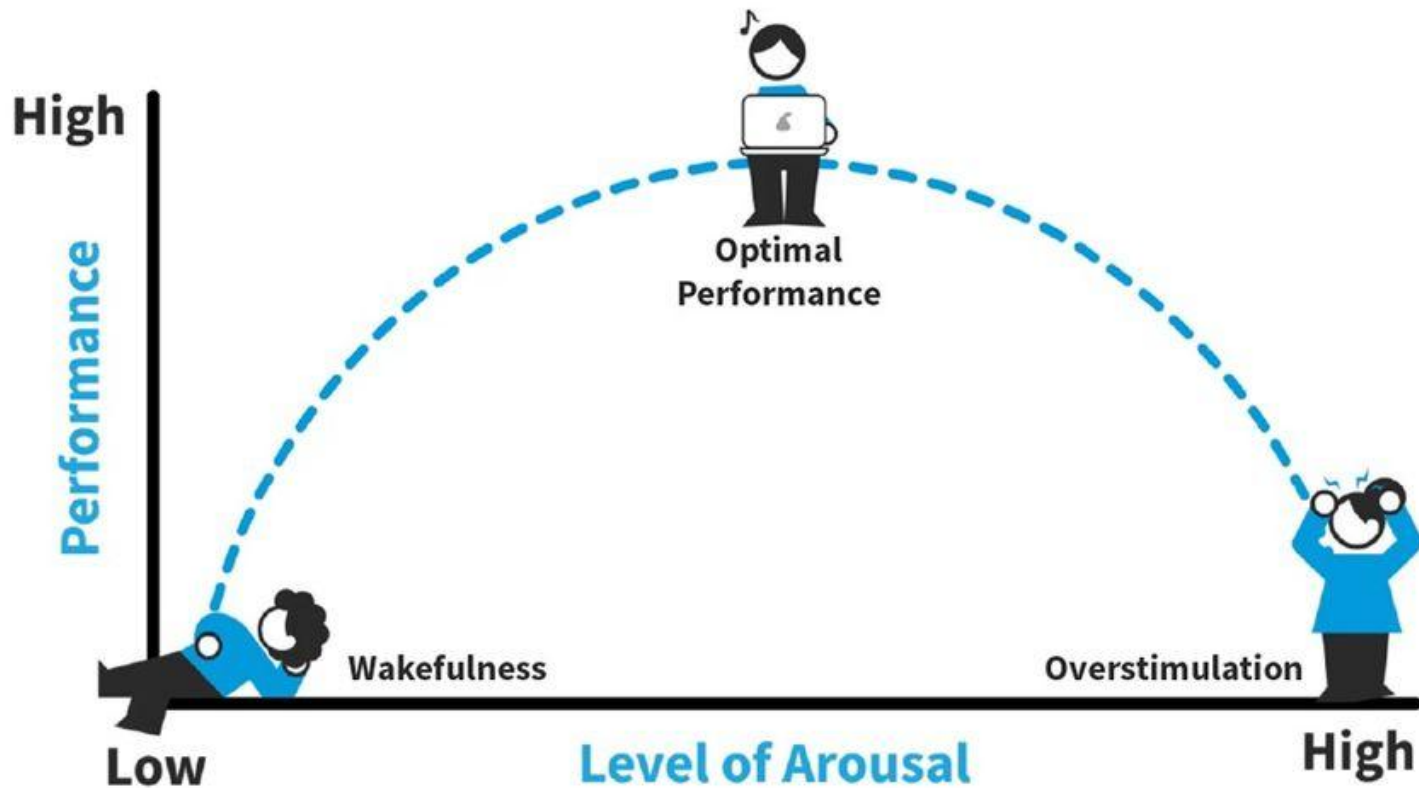 High
Performance
Optimal
Performance
Wakefulness
Overstimulation
Low
Level of Arousal
High